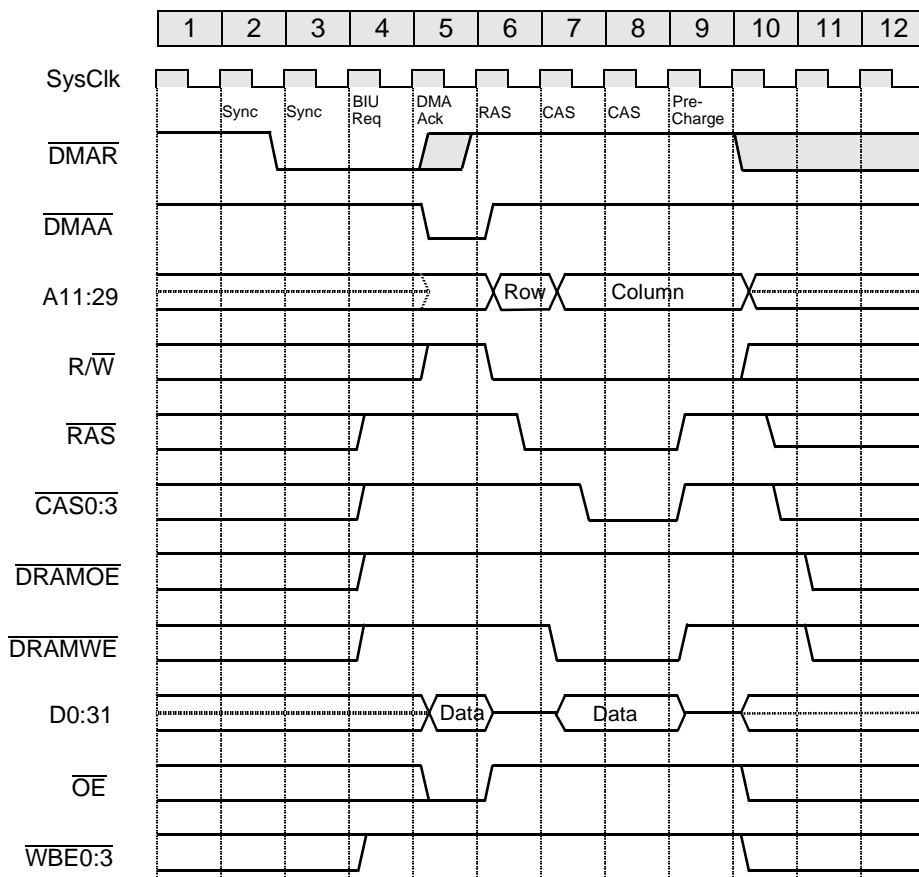 1 2 3 4 5 6 7 8 9 10 11 12
SysClk
Sync Sync BIU Req DMA Ack RAS CAS CAS Pre-Charge
DMAR
DMAA
A11:29 Row Column
R/W
RAS
CAS0:3
DRAMOE
DRAMWE
D0:31 Data Data
OE
WBE0:3